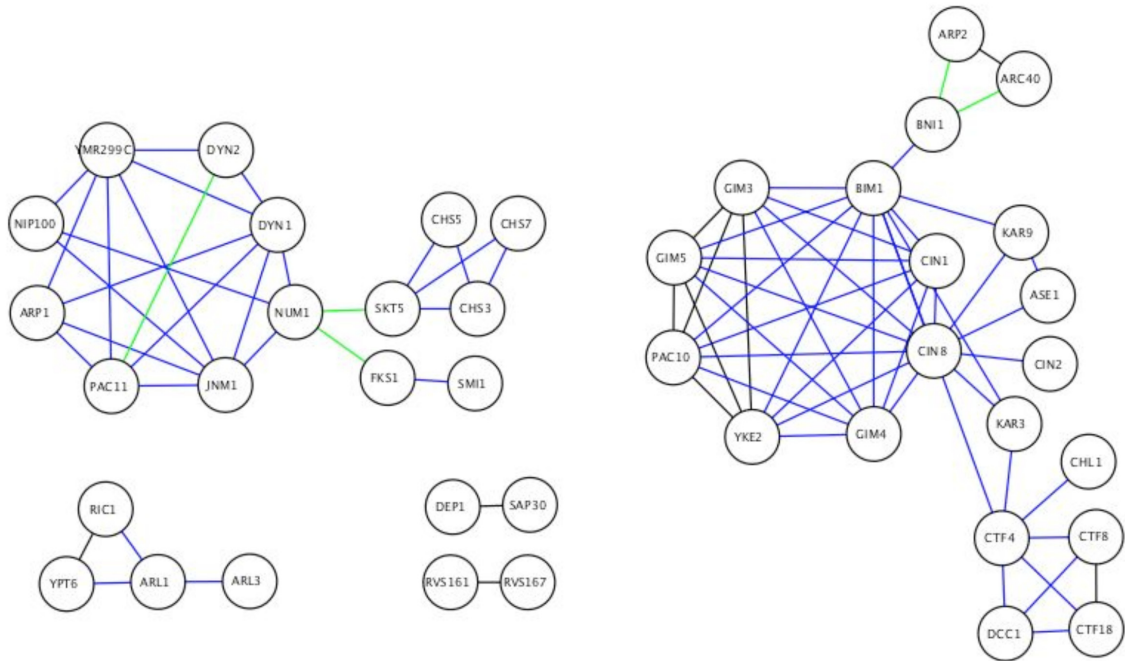 ARP2
ARC40
BNI1
YMR299C
DYN2
GIM3
BIM1
NIP100
DYN1
CHS5
CHS7
KAR9
GIM5
CIN1
ARP1
NUM1
SKT5
CHS3
ASE1
PAC10
CIN8
CIN2
PAC11
JNM1
FKS1
SMI1
YKE2
GIM4
KAR3
CHL1
RIC1
DEP1
SAP30
CTF4
CTF8
YPT6
ARL1
ARL3
RVS161
RVS167
DCC1
CTF18